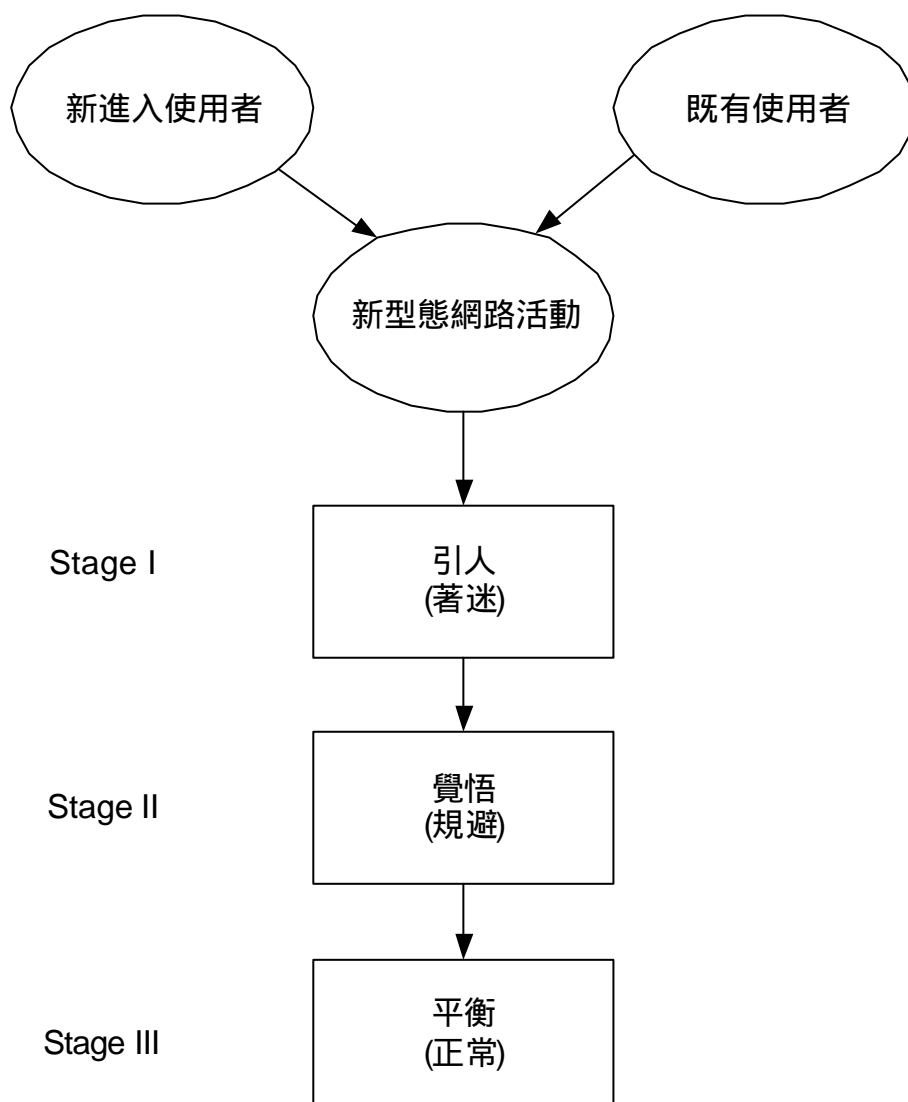 新進入使用者
既有使用者
新型態網路活動
Stage I
引人
(著迷)
Stage II
覺悟
(規避)
Stage III
平衡
(正常)